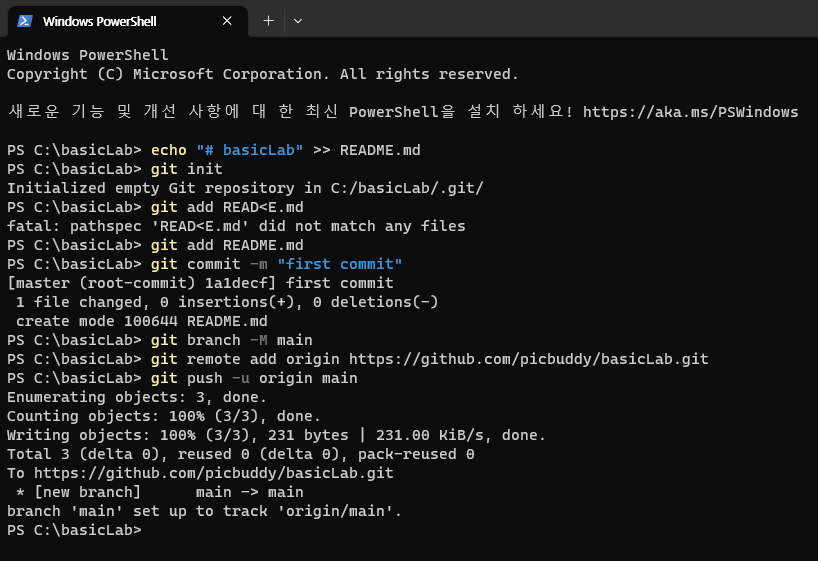 Windows PowerShell
Windows PowerShell
Copyright (C) Microsoft Corporation. All rights reserved.
새로운 기능 및 개선 사항에 대 한 최신 PowerShell을 설치 하세요! https://aka.ms/PSWindows
PS C:\basicLab> echo "# basicLab" >> README.md
PS C:\basicLab> git init
Initialized empty Git repository in C:/basicLab/.git/
PS C:\basicLab> git add READ<E.md
fatal: pathspec 'READ<E.md' did not match any files
PS C:\basicLab> git add README.md
PS C:\basicLab> git commit -m "first commit"
[master (root-commit) 1a1decf] first commit
 1 file changed, 0 insertions(+), 0 deletions(-)
 create mode 100644 README.md
PS C:\basicLab> git branch -M main
PS C:\basicLab> git remote add origin https://github.com/picbuddy/basicLab.git
PS C:\basicLab> git push -u origin main
Enumerating objects: 3, done.
Counting objects: 100% (3/3), done.
Writing objects: 100% (3/3), 231 bytes | 231.00 KiB/s, done.
Total 3 (delta 0), reused 0 (delta 0), pack-reused 0
To https://github.com/picbuddy/basicLab.git
 * [new branch]      main -> main
branch 'main' set up to track 'origin/main'.
PS C:\basicLab>